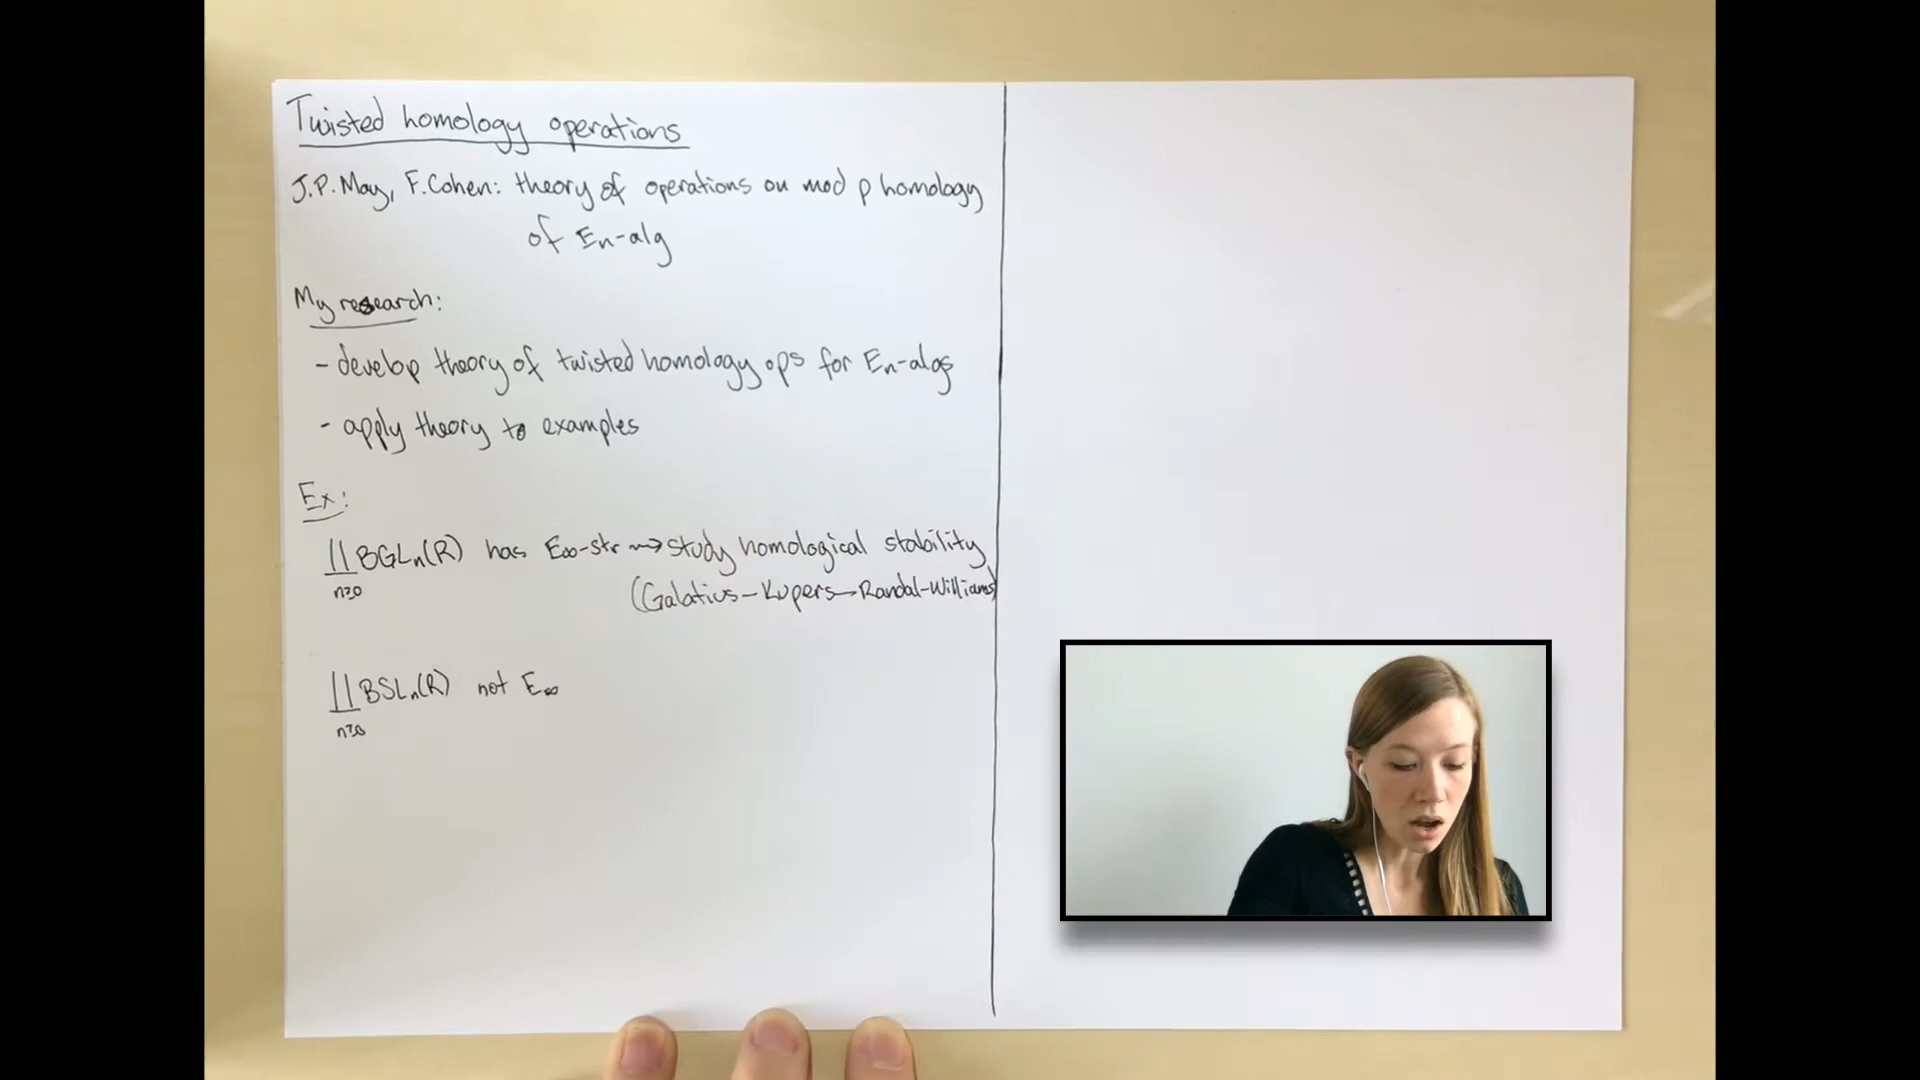 Twisted homology operations
J.P. May, F. Cohen: theory of operations on mod p homology
of En-alg
My research:
- develop theory of twisted homology ops for En-algs
- apply theory to examples
Ex:
∐ BGLn(R) has E∞-str ⇝ study homological stability
n≥0
(Galatius-Kupers-Randal-Williams)
∐ BSLn(R) not E∞
n≥0